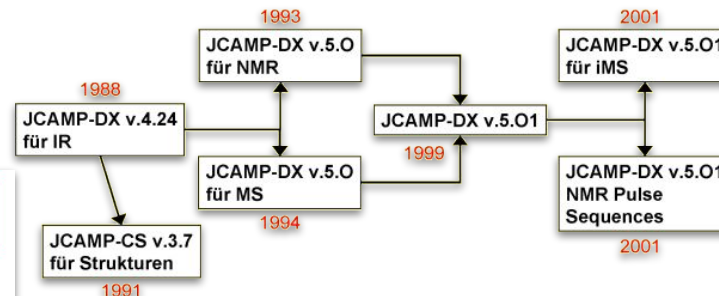 1988
JCAMP-DX v.4.24
für IR
JCAMP-CS v.3.7
für Strukturen
1991
1993
JCAMP-DX v.5.O
für NMR
JCAMP-DX v.5.O
für MS
1994
JCAMP-DX v.5.O1
1999
2001
JCAMP-DX v.5.O1
für iMS
JCAMP-DX v.5.O1
NMR Pulse
Sequences
2001